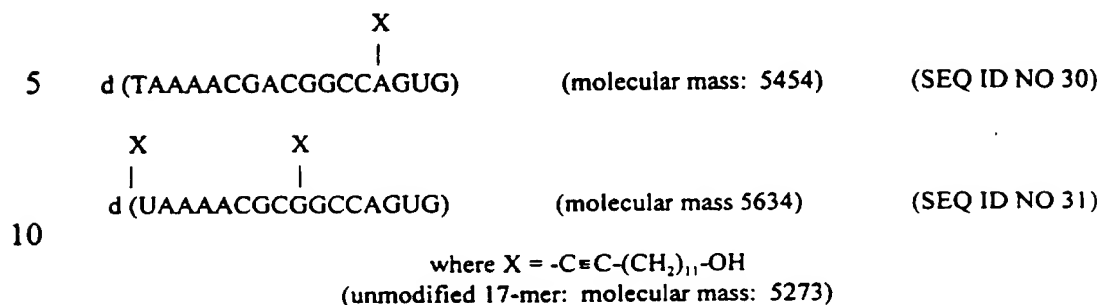 X
|
5 d (TAAAACGACGGCCAGUG) (molecular mass: 5454) (SEQ ID NO 30)
X X
| |
d (UAAAACGCGGCCAGUG) (molecular mass 5634) (SEQ ID NO 31)
10
where X = -C≡C-(CH₂)₁₁-OH
(unmodified 17-mer: molecular mass: 5273)